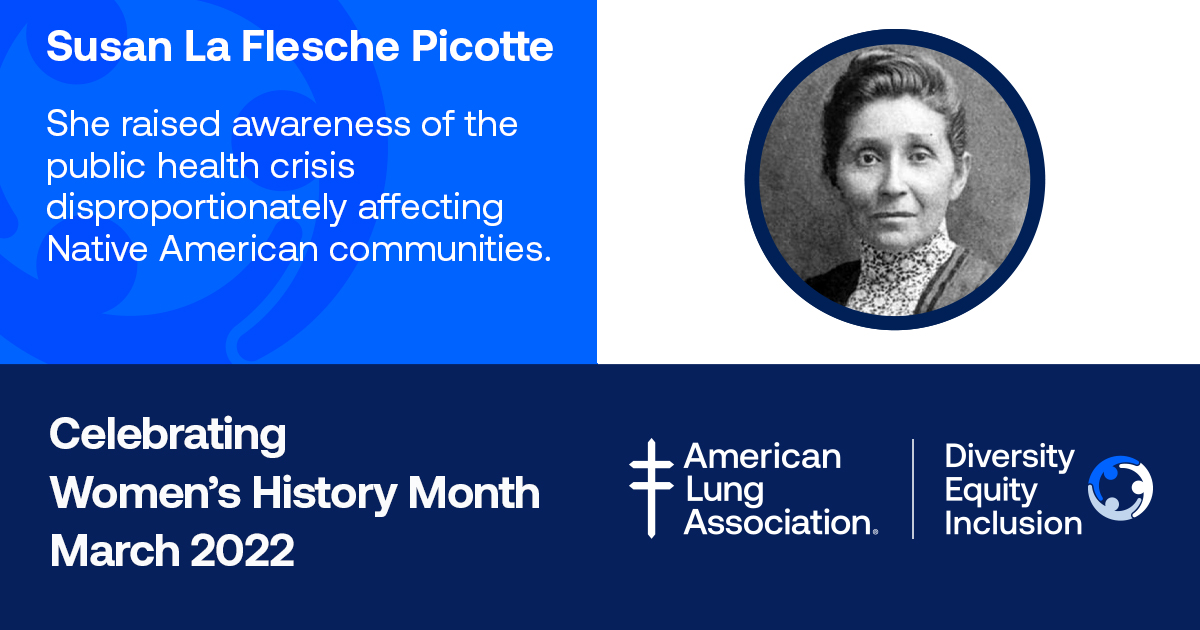 Susan La Flesche Picotte
She raised awareness of the
public health crisis
disproportionately affecting
Native American communities.
Celebrating
Women's History Month
March 2022
American
Lung
Association®
Diversity
Equity
Inclusion